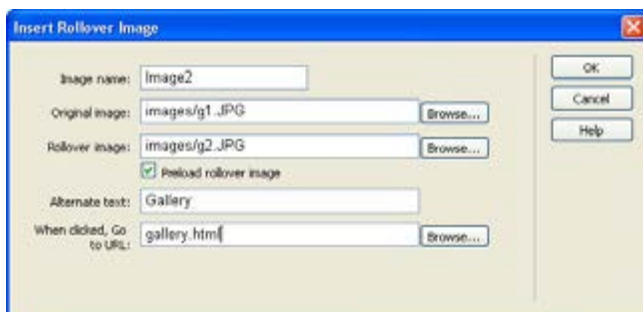 Insert Rollover Image
Image name: Image2
OK
Original image: images/g1.JPG Browse...
Cancel
Rollover image: images/g2.JPG Browse...
Help
Preload rollover image
Alternate text: Gallery
When clicked, Go
to URL: gallery.html Browse...